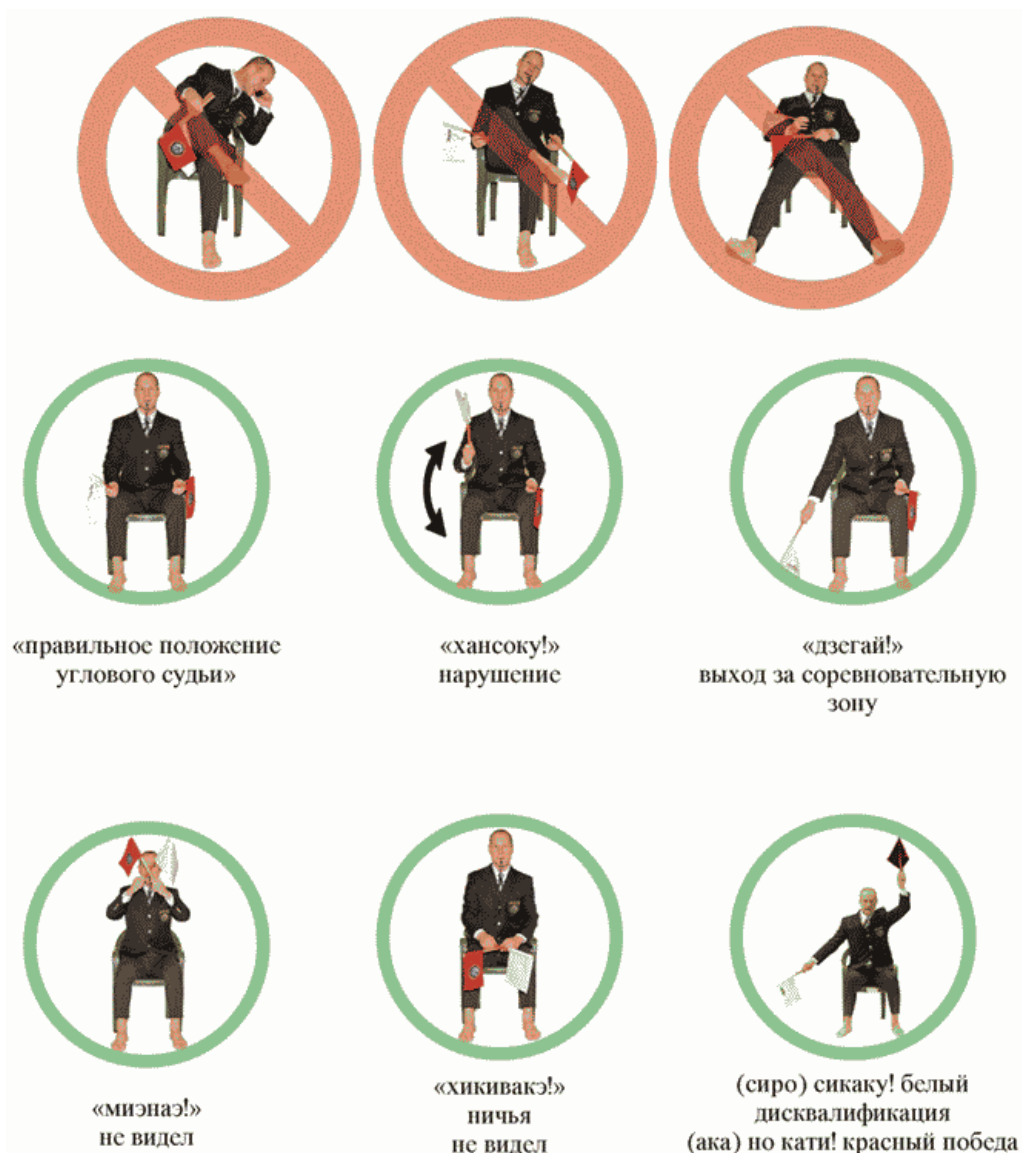 «правильное положение
углового судьи»
«хансоку!»
нарушение
«дзегай!»
выход за соревновательную
зону
«миэнаэ!»
не видел
«хикивакэ!»
ничья
не видел
(сиро) сикаку! белый
дисквалификация
(ака) но кати! красный победа